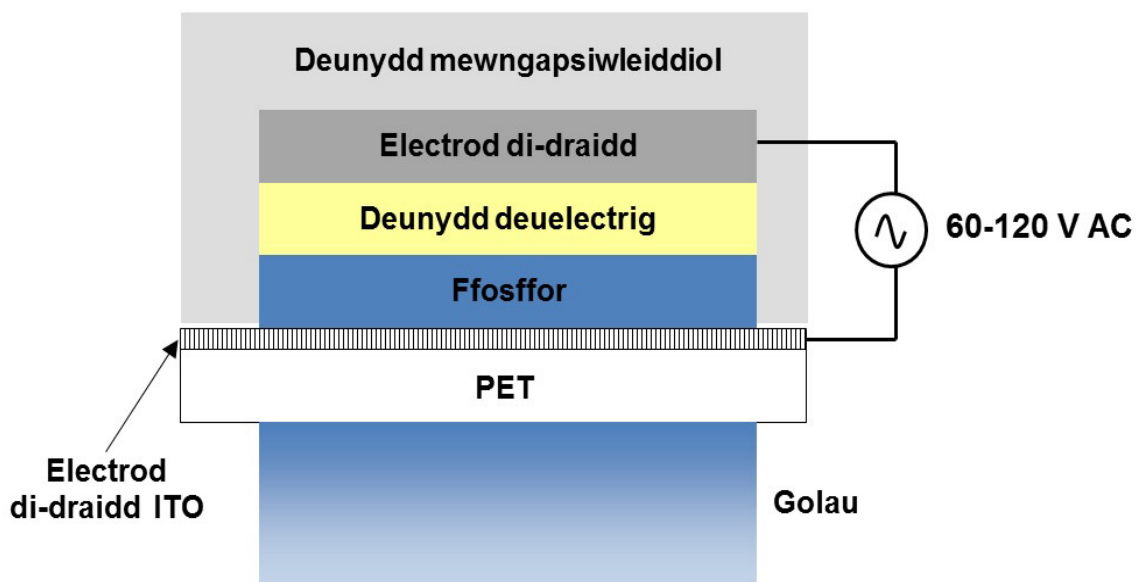 Deunydd mewngapsiwleiddiol
Electrod di-draidd
Deunydd deuelectrig
60-120 V AC
Ffosffor
PET
Electrod
di-draidd ITO
Golau